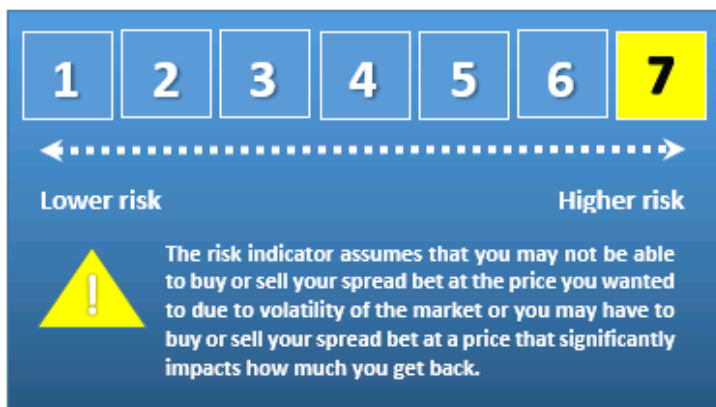 1 2 3 4 5 6 7
Lower risk Higher risk
!
The risk indicator assumes that you may not be able
to buy or sell your spread bet at the price you wanted
to due to volatility of the market or you may have to
buy or sell your spread bet at a price that significantly
impacts how much you get back.